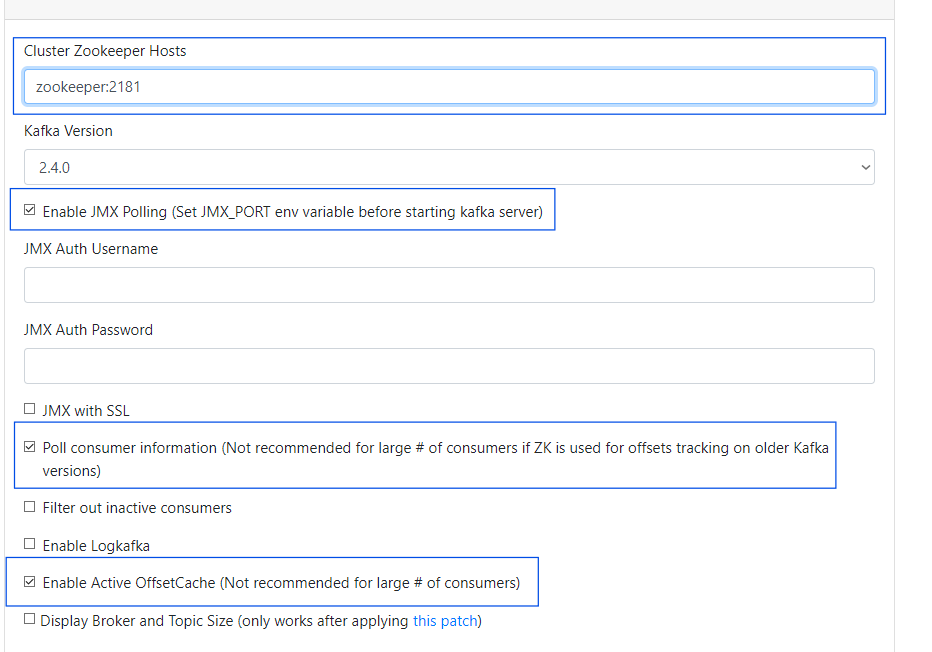 Cluster Zookeeper Hosts
zookeeper:2181
Kafka Version
2.4.0
Enable JMX Polling (Set JMX_PORT env variable before starting kafka server)
JMX Auth Username
JMX Auth Password
JMX with SSL
Poll consumer information (Not recommended for large # of consumers if ZK is used for offsets tracking on older Kafka
versions)
Filter out inactive consumers
Enable Logkafka
Enable Active OffsetCache (Not recommended for large # of consumers)
Display Broker and Topic Size (only works after applying this patch)